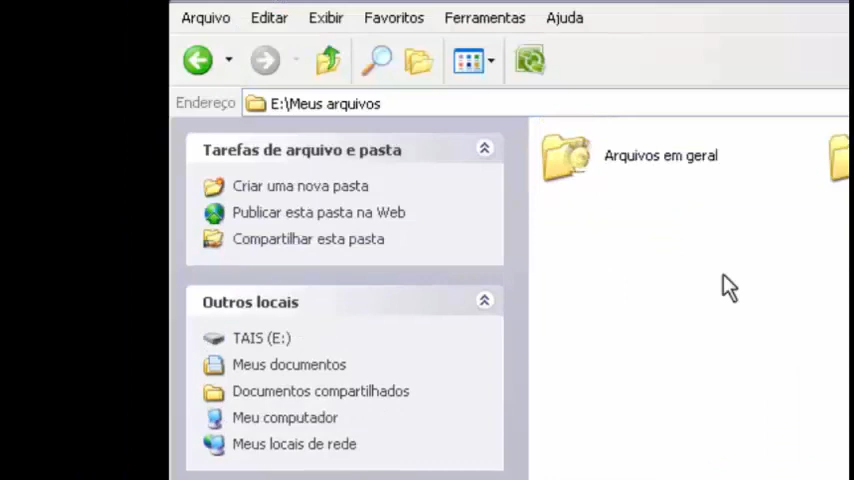 Arquivo Editar Exibir Favoritos Ferramentas Ajuda
Endereço E:\Meus arquivos
Tarefas de arquivo e pasta
Criar uma nova pasta
Publicar esta pasta na Web
Compartilhar esta pasta
Outros locais
TAIS (E:)
Meus documentos
Documentos compartilhados
Meu computador
Meus locais de rede
Arquivos em geral